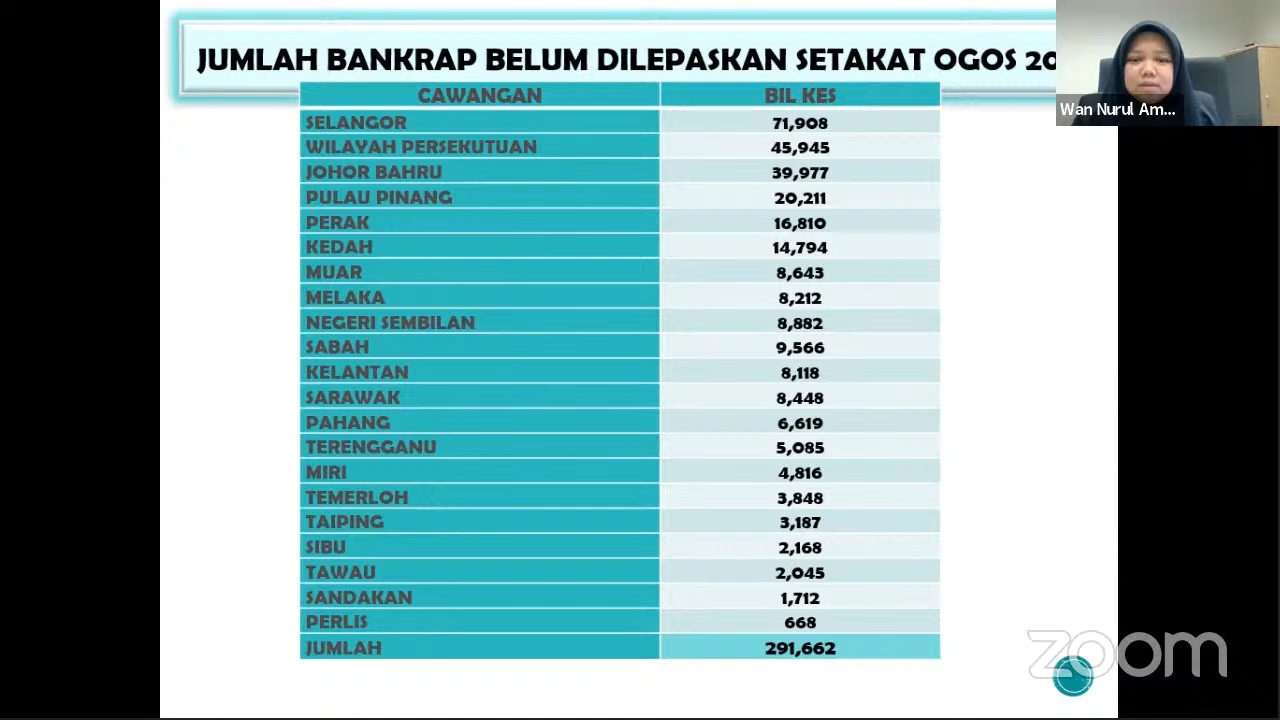 JUMLAH BANKRAP BELUM DILEPASKAN SETAKAT OGOS 20
Wan Nurul Am...
CAWANGAN BIL KES
SELANGOR 71,908
WILAYAH PERSEKUTUAN 45,945
JOHOR BAHRU 39,977
PULAU PINANG 20,211
PERAK 16,810
KEDAH 14,794
MUAR 8,643
MELAKA 8,212
NEGERI SEMBILAN 8,882
SABAH 9,566
KELANTAN 8,118
SARAWAK 8,448
PAHANG 6,619
TERENGGANU 5,085
MIRI 4,816
TEMERLOH 3,848
TAIPING 3,187
SIBU 2,168
TAWAU 2,045
SANDAKAN 1,712
PERLIS 668
JUMLAH 291,662
zoom